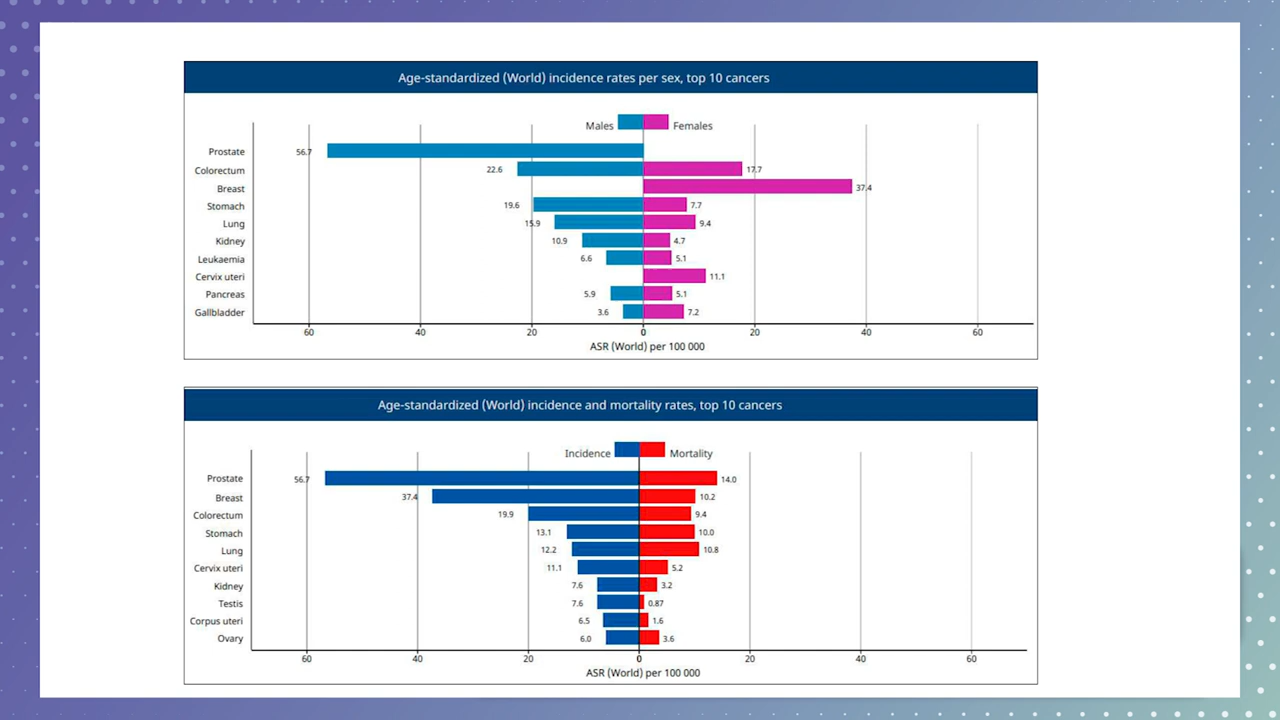 Age-standardized (World) incidence rates per sex, top 10 cancers
Males Females
Prostate 56.7
Colorectum 22.6 17.7
Breast 37.4
Stomach 19.6 7.7
Lung 15.9 9.4
Kidney 10.9 4.7
Leukaemia 6.6 5.1
Cervix uteri 11.1
Pancreas 5.9 5.1
Gallbladder 3.6 7.2
60 40 20 0 20 40 60
ASR (World) per 100 000
Age-standardized (World) incidence and mortality rates, top 10 cancers
Incidence Mortality
Prostate 56.7 14.0
Breast 37.4 10.2
Colorectum 19.9 9.4
Stomach 13.1 10.0
Lung 12.2 10.8
Cervix uteri 11.1 5.2
Kidney 7.6 3.2
Testis 7.6 0.87
Corpus uteri 6.5 1.6
Ovary 6.0 3.6
60 40 20 0 20 40 60
ASR (World) per 100 000